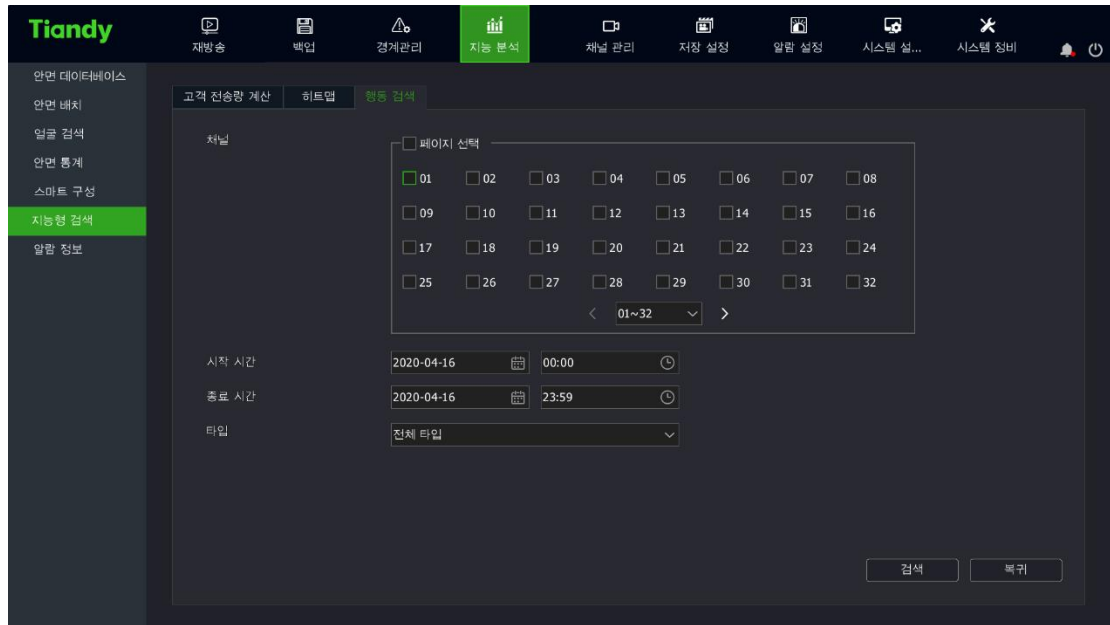 Tiandy
재방송
백업
경계관리
지능 분석
채널 관리
저장 설정
알람 설정
시스템 설...
시스템 정비
안면 데이터베이스
안면 배치
얼굴 검색
안면 통계
스마트 구성
지능형 검색
알람 정보
고객 전송량 계산 히트맵 행동 검색
채널
페이지 선택
01 02 03 04 05 06 07 08
09 10 11 12 13 14 15 16
17 18 19 20 21 22 23 24
25 26 27 28 29 30 31 32
01~32
시작 시간 2020-04-16 00:00
종료 시간 2020-04-16 23:59
타입 전체 타입
검색 복귀